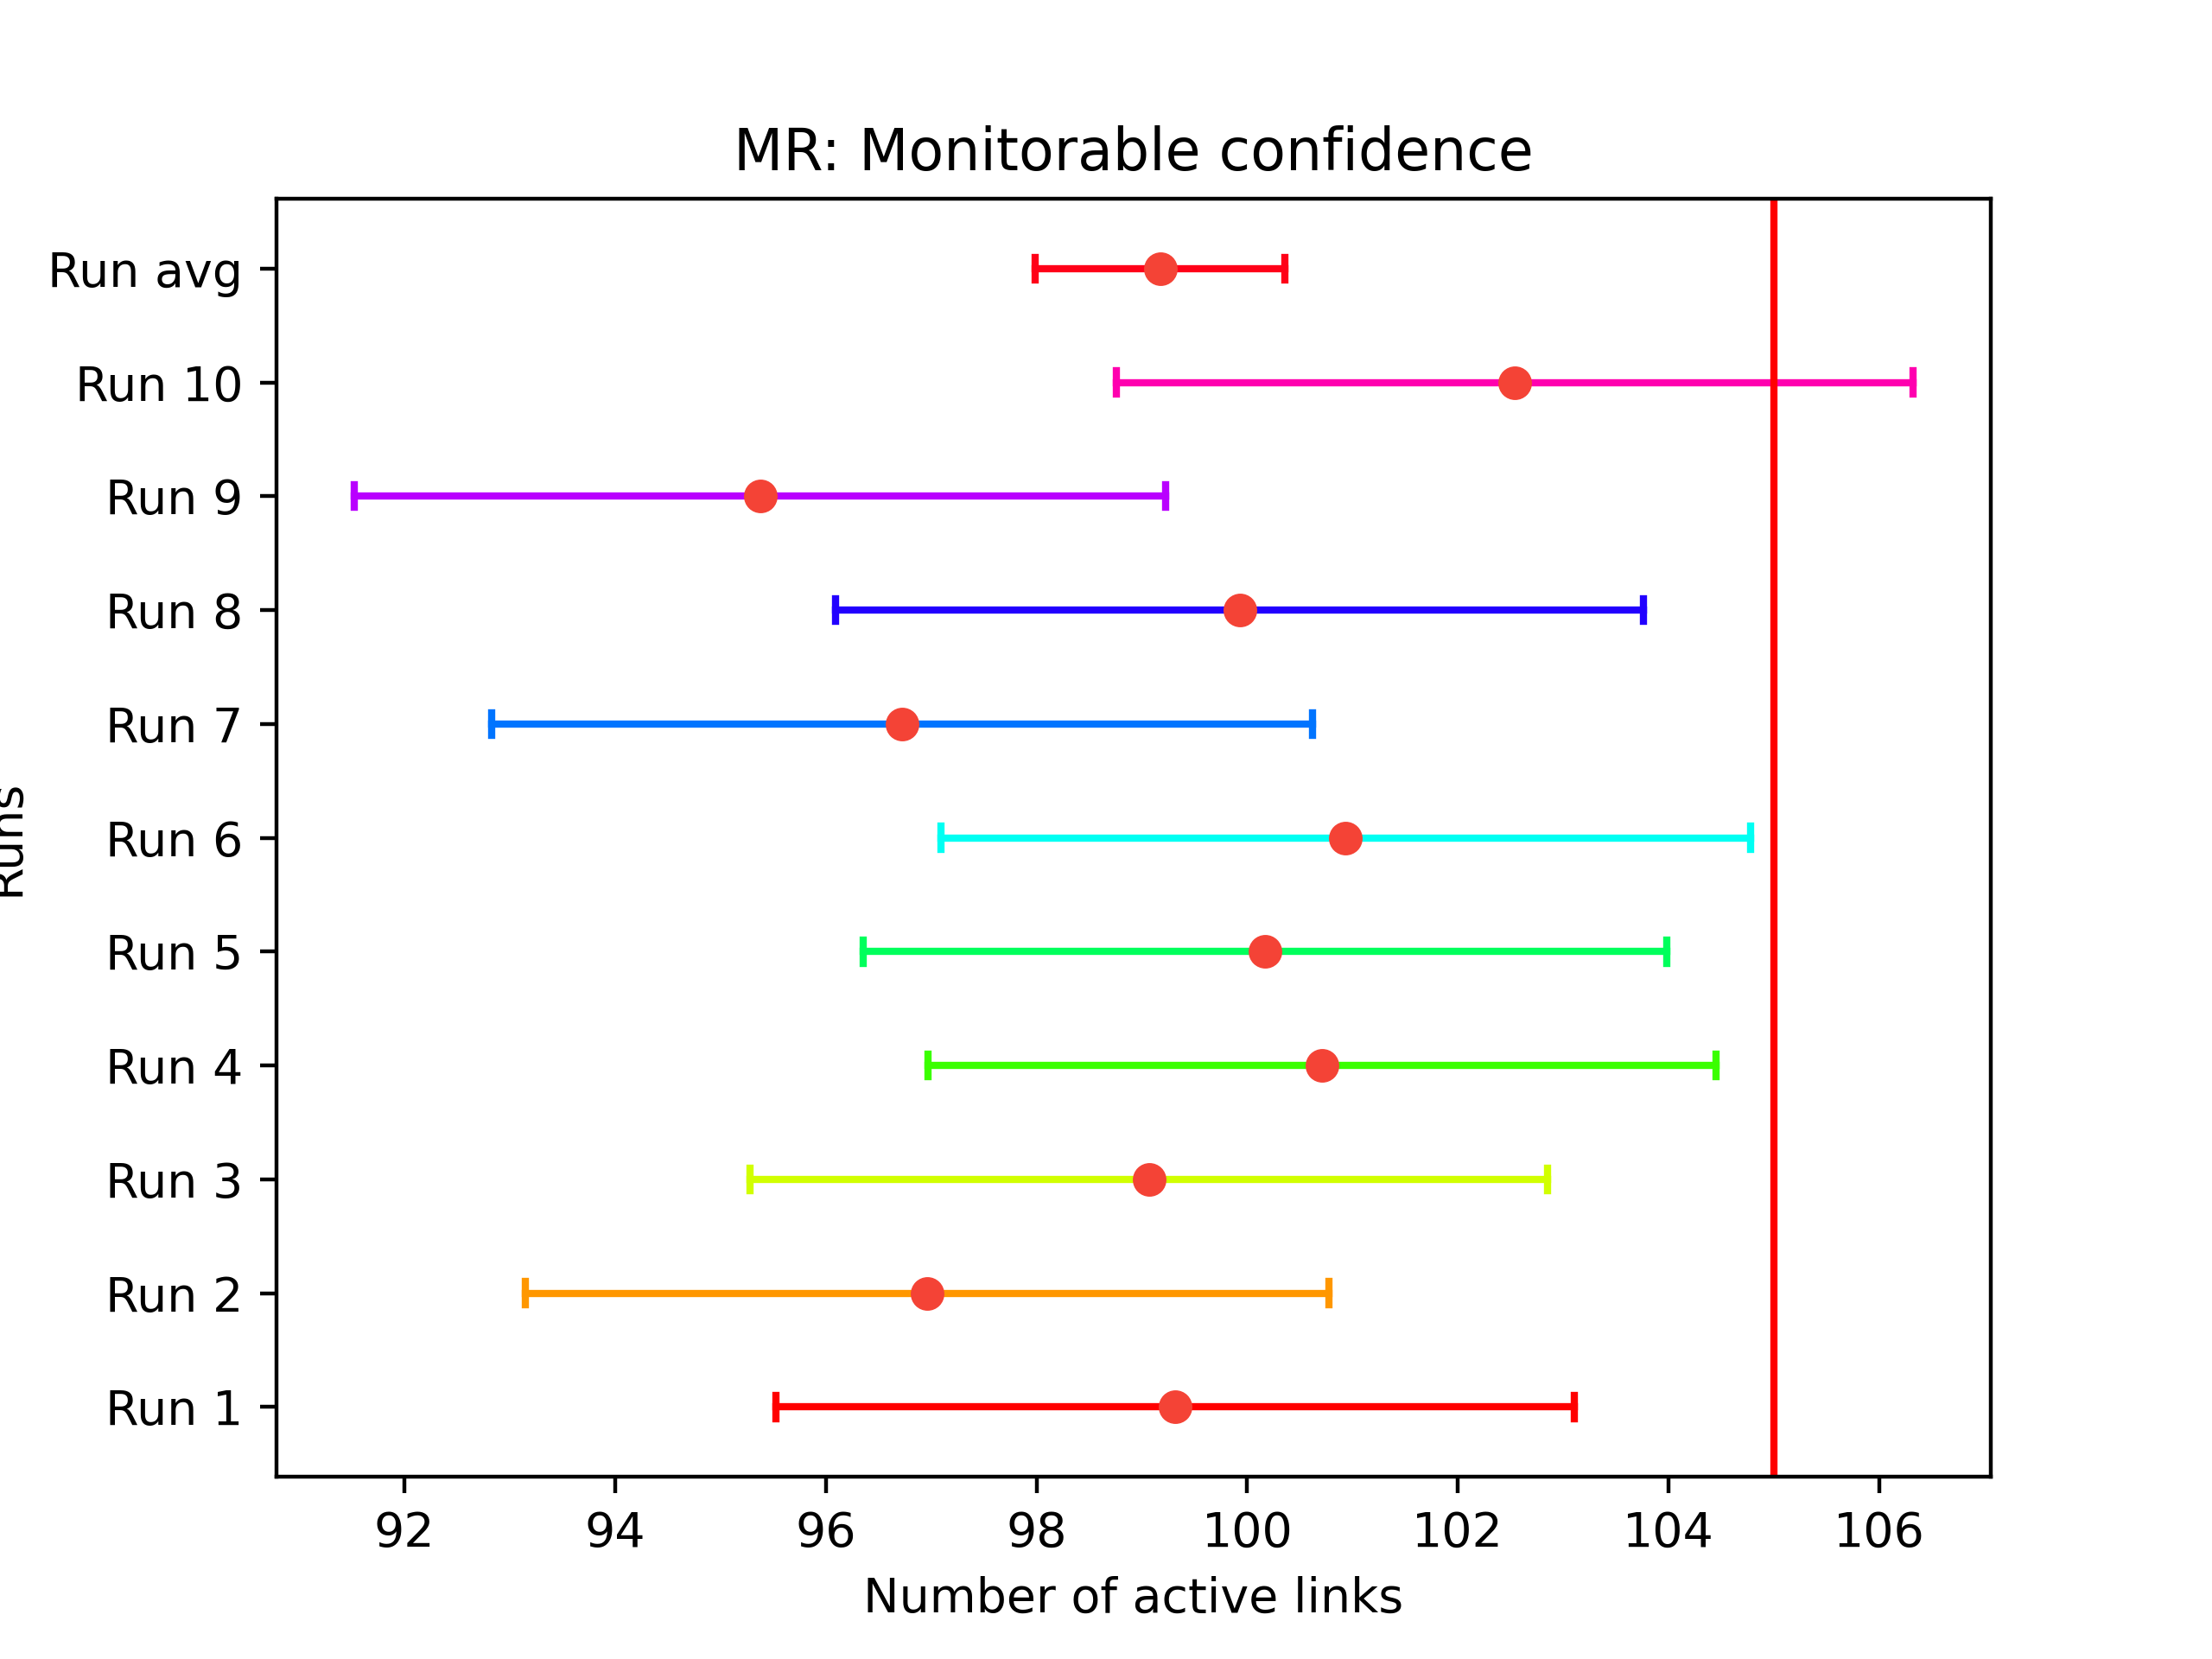 MR: Monitorable confidence
Run avg
Run 10
Run 9
Run 8
Run 7
Run 6
Run 5
Run 4
Run 3
Run 2
Run 1
Runs
92 94 96 98 100 102 104 106
Number of active links